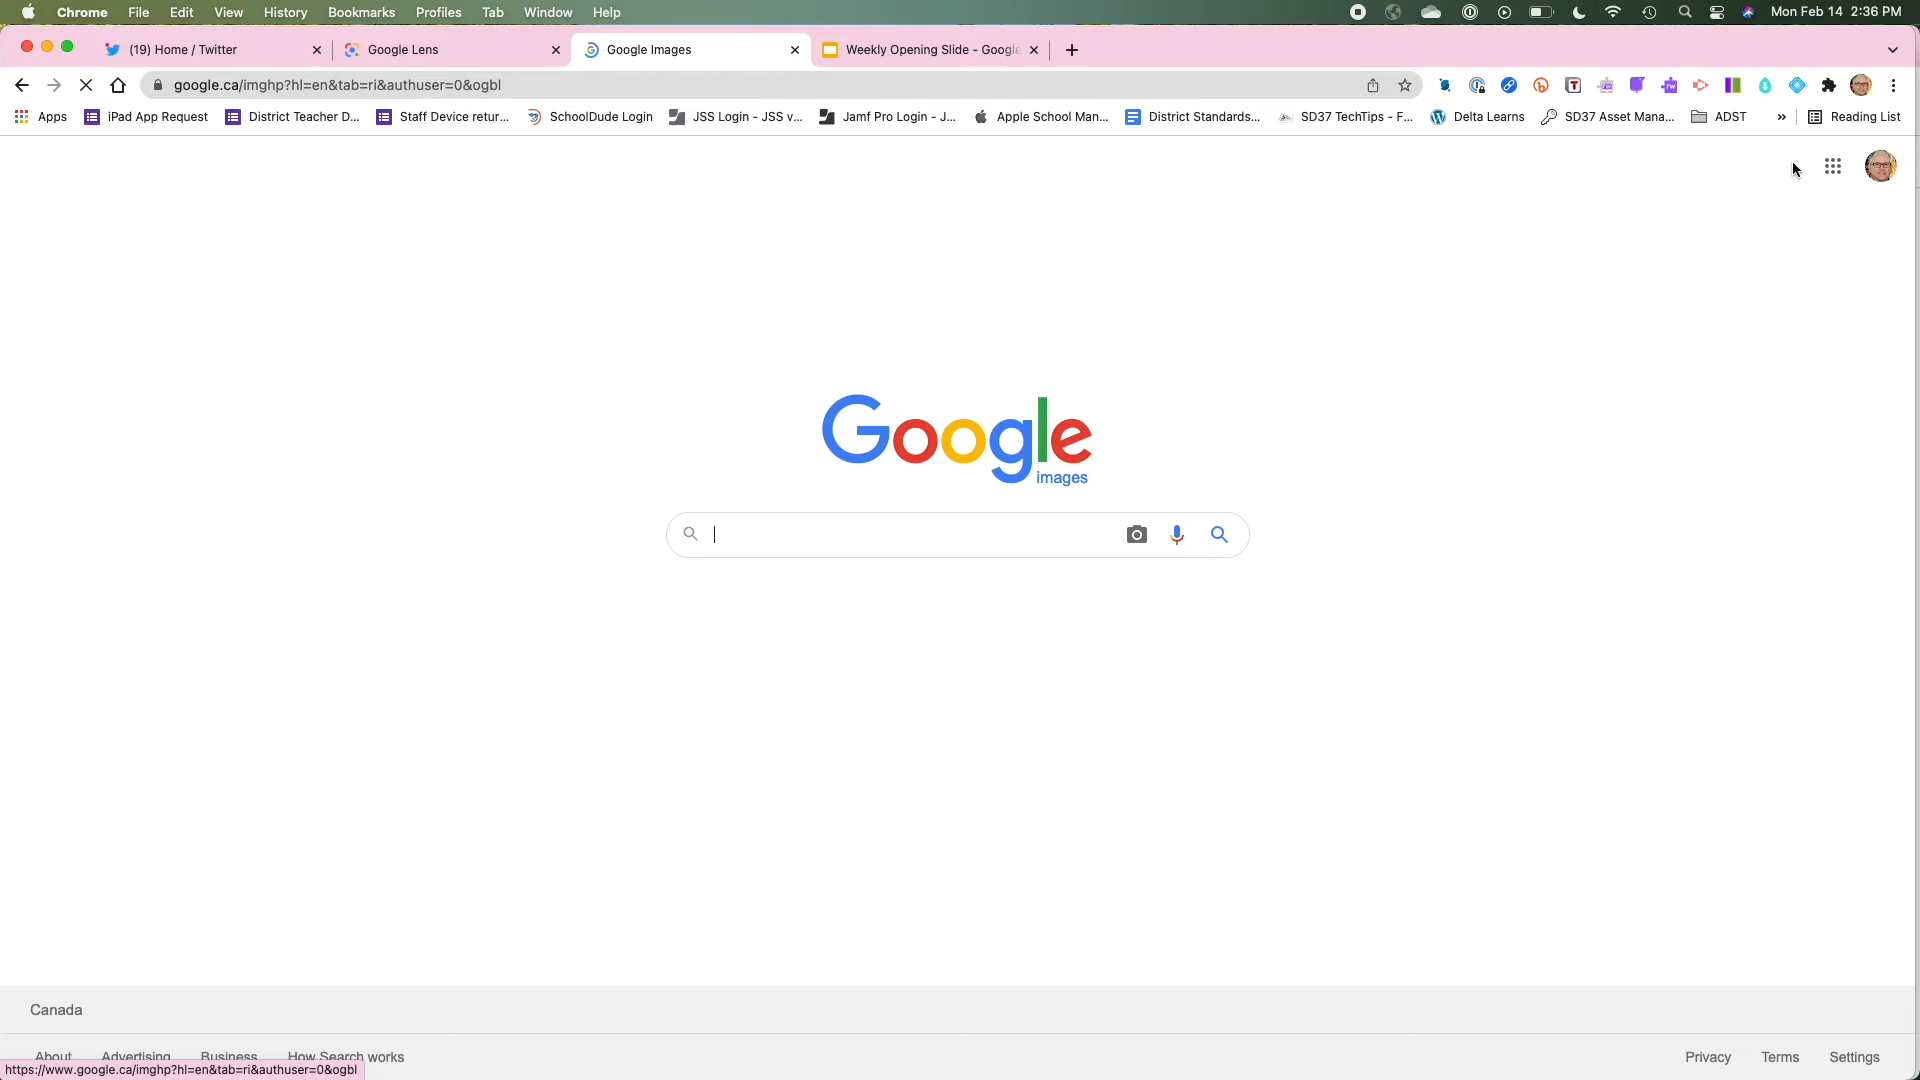 Chrome File Edit View History Bookmarks Profiles Tab Window Help Mon Feb 14 2:36 PM
(19) Home / Twitter Google Lens Google Images Weekly Opening Slide - Google
google.ca/imghp?hl=en&tab=ri&authuser=0&ogbl
Apps iPad App Request District Teacher D... Staff Device retur... SchoolDude Login JSS Login - JSS v... Jamf Pro Login - J... Apple School Man... District Standards... SD37 TechTips - F... Delta Learns SD37 Asset Mana... ADST » Reading List
Google
images
Canada
About Advertising Business How Search works Privacy Terms Settings
https://www.google.ca/imghp?hl=en&tab=ri&authuser=0&ogbl